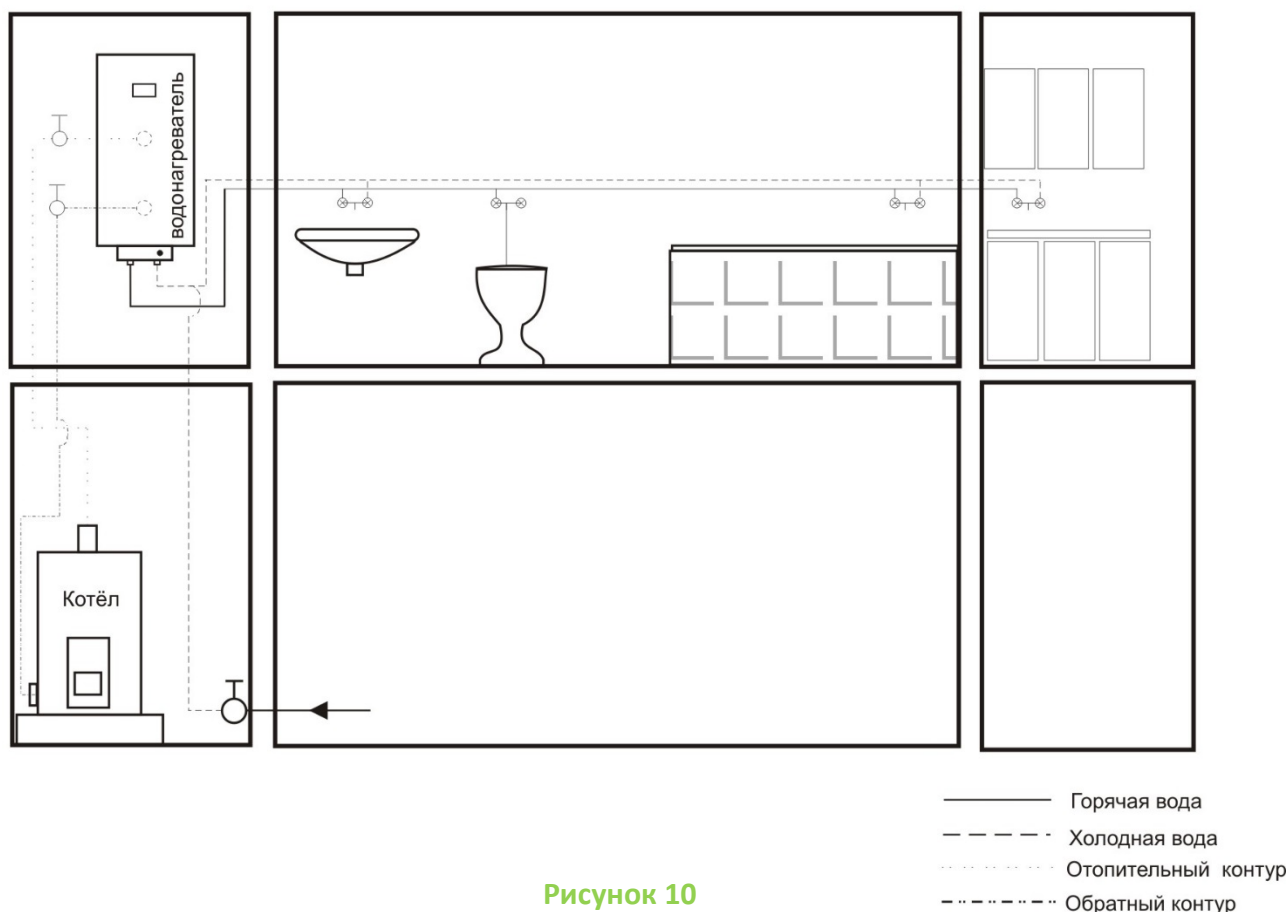 водонагреватель
Котёл
Горячая вода
Холодная вода
Отопительный контур
Обратный контур
Рисунок 10